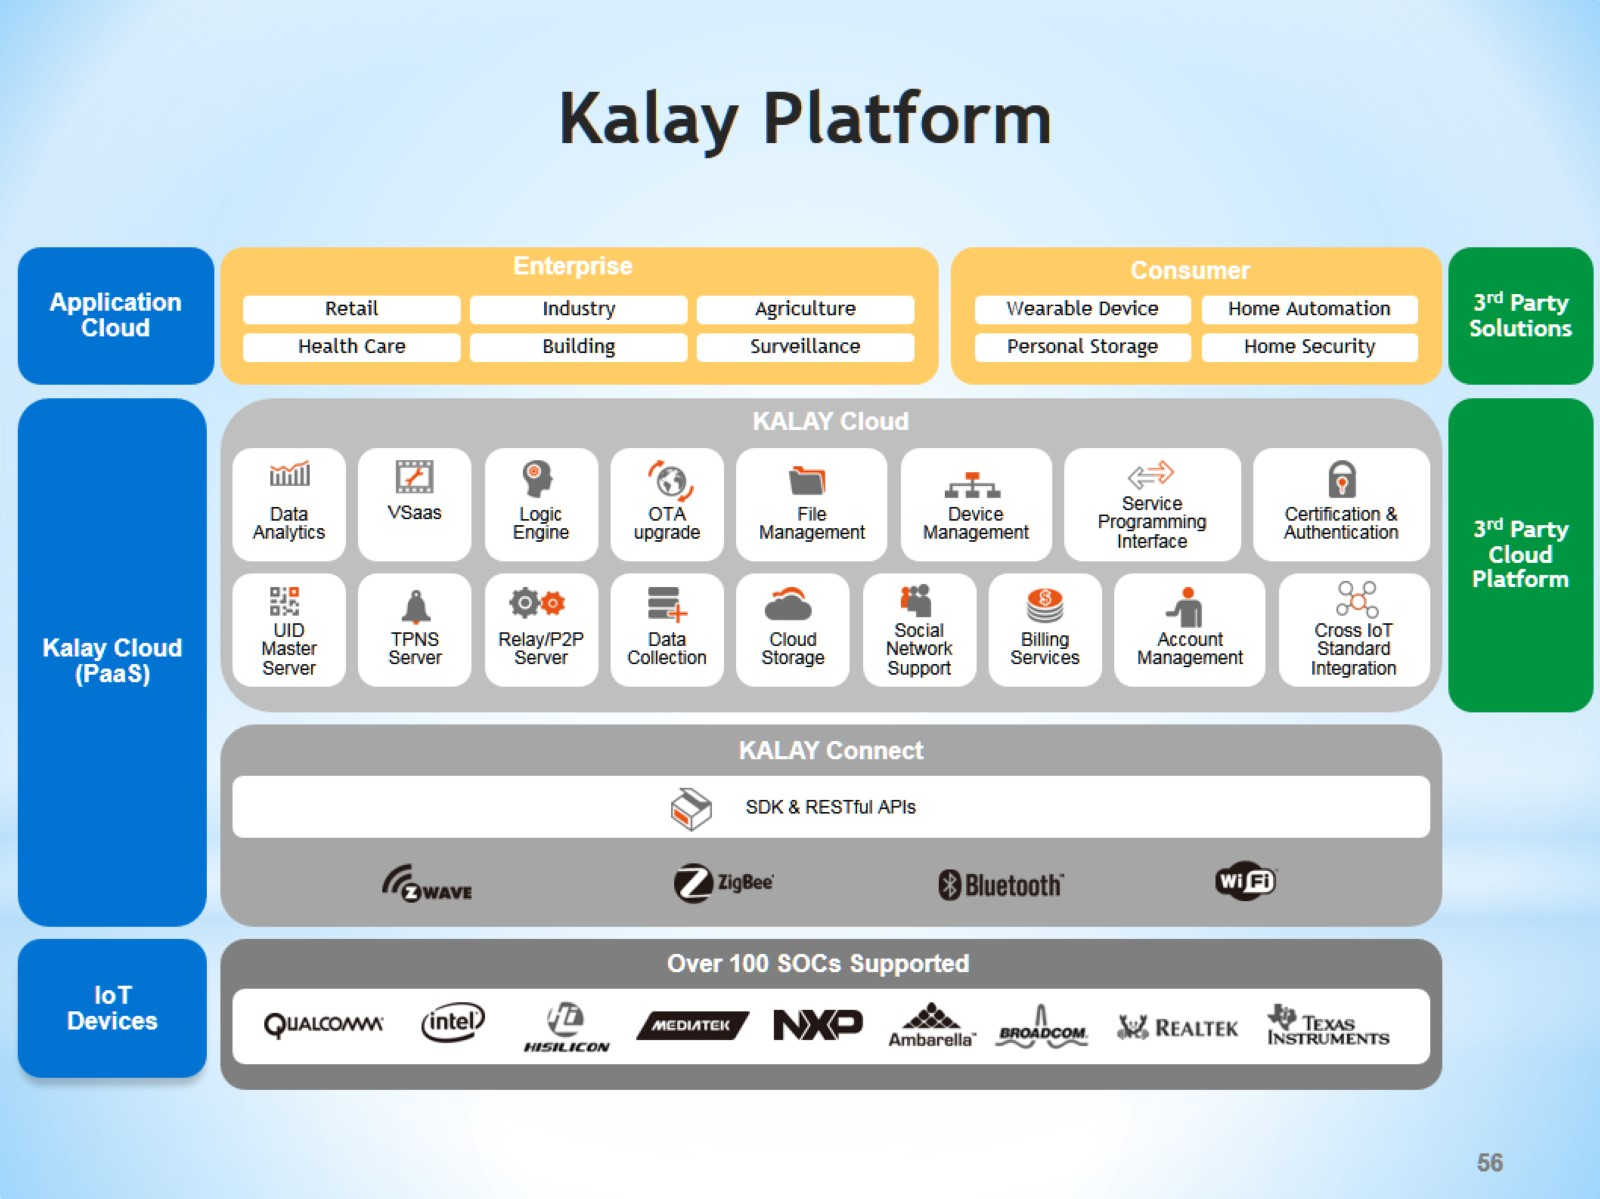 Kalay Platform
Application
Cloud
Enterprise
Retail
Industry
Agriculture
Health Care
Building
Surveillance
Consumer
Wearable Device
Home Automation
Personal Storage
Home Security
3rd Party
Solutions
Kalay Cloud
(PaaS)
KALAY Cloud
Data
Analytics
VSaas
Logic
Engine
OTA
upgrade
File
Management
Device
Management
Service
Programming
Interface
Certification &
Authentication
UID
Master
Server
TPNS
Server
Relay/P2P
Server
Data
Collection
Cloud
Storage
Social
Network
Support
Billing
Services
Account
Management
Cross IoT
Standard
Integration
3rd Party
Cloud
Platform
KALAY Connect
SDK & RESTful APIs
Z WAVE
ZigBee
Bluetooth™
Wi Fi
IoT
Devices
Over 100 SOCs Supported
QUALCOMM
intel
HISILICON
MEDIATEK
NXP
Ambarella™
BROADCOM.
REALTEK
TEXAS
INSTRUMENTS
56